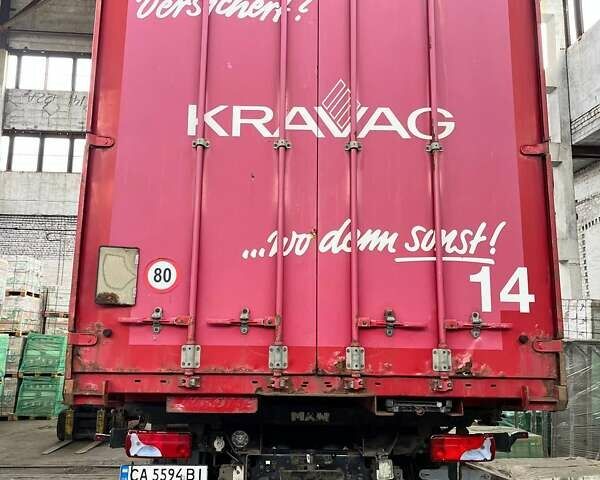 versichert?
KRAVAG
...wo denn sonst!
14
80
MAN
CA 5594 BI